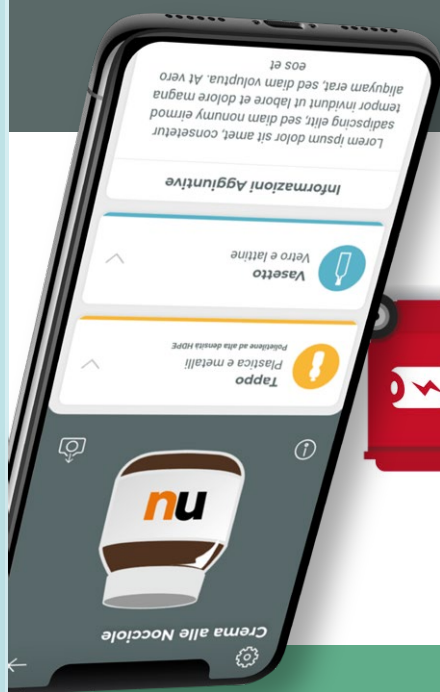 Crema alle Nocciole
nu
Tappo
Plastica e metalli
Polietilene ad alta densità HDPE
Vasetto
Vetro e lattine
Informazioni Aggiuntive
Lorem ipsum dolor sit amet, consetetur
sadipscing elitr, sed diam nonumy eirmod
tempor invidunt ut labore et dolore magna
aliquyam erat, sed diam voluptua. At vero
eos et